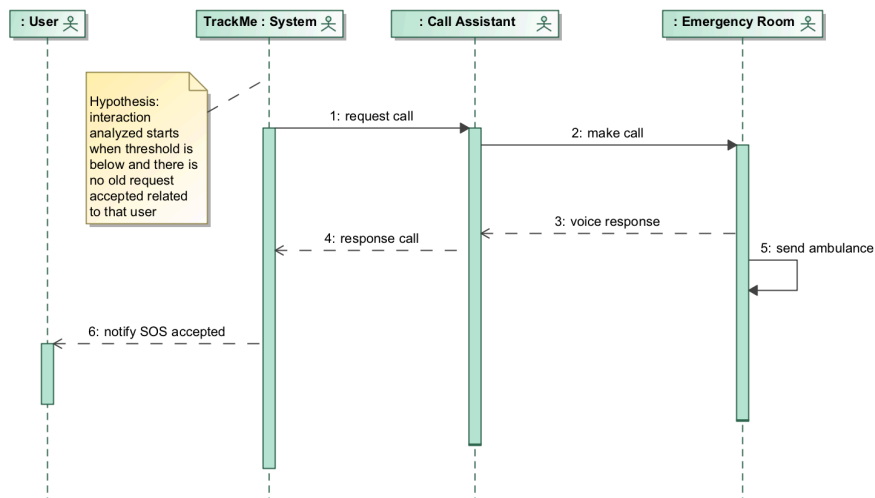 : User
TrackMe : System
: Call Assistant
: Emergency Room
Hypothesis:
interaction
analyzed starts
when threshold is
below and there is
no old request
accepted related
to that user
1: request call
2: make call
3: voice response
4: response call
5: send ambulance
6: notify SOS accepted